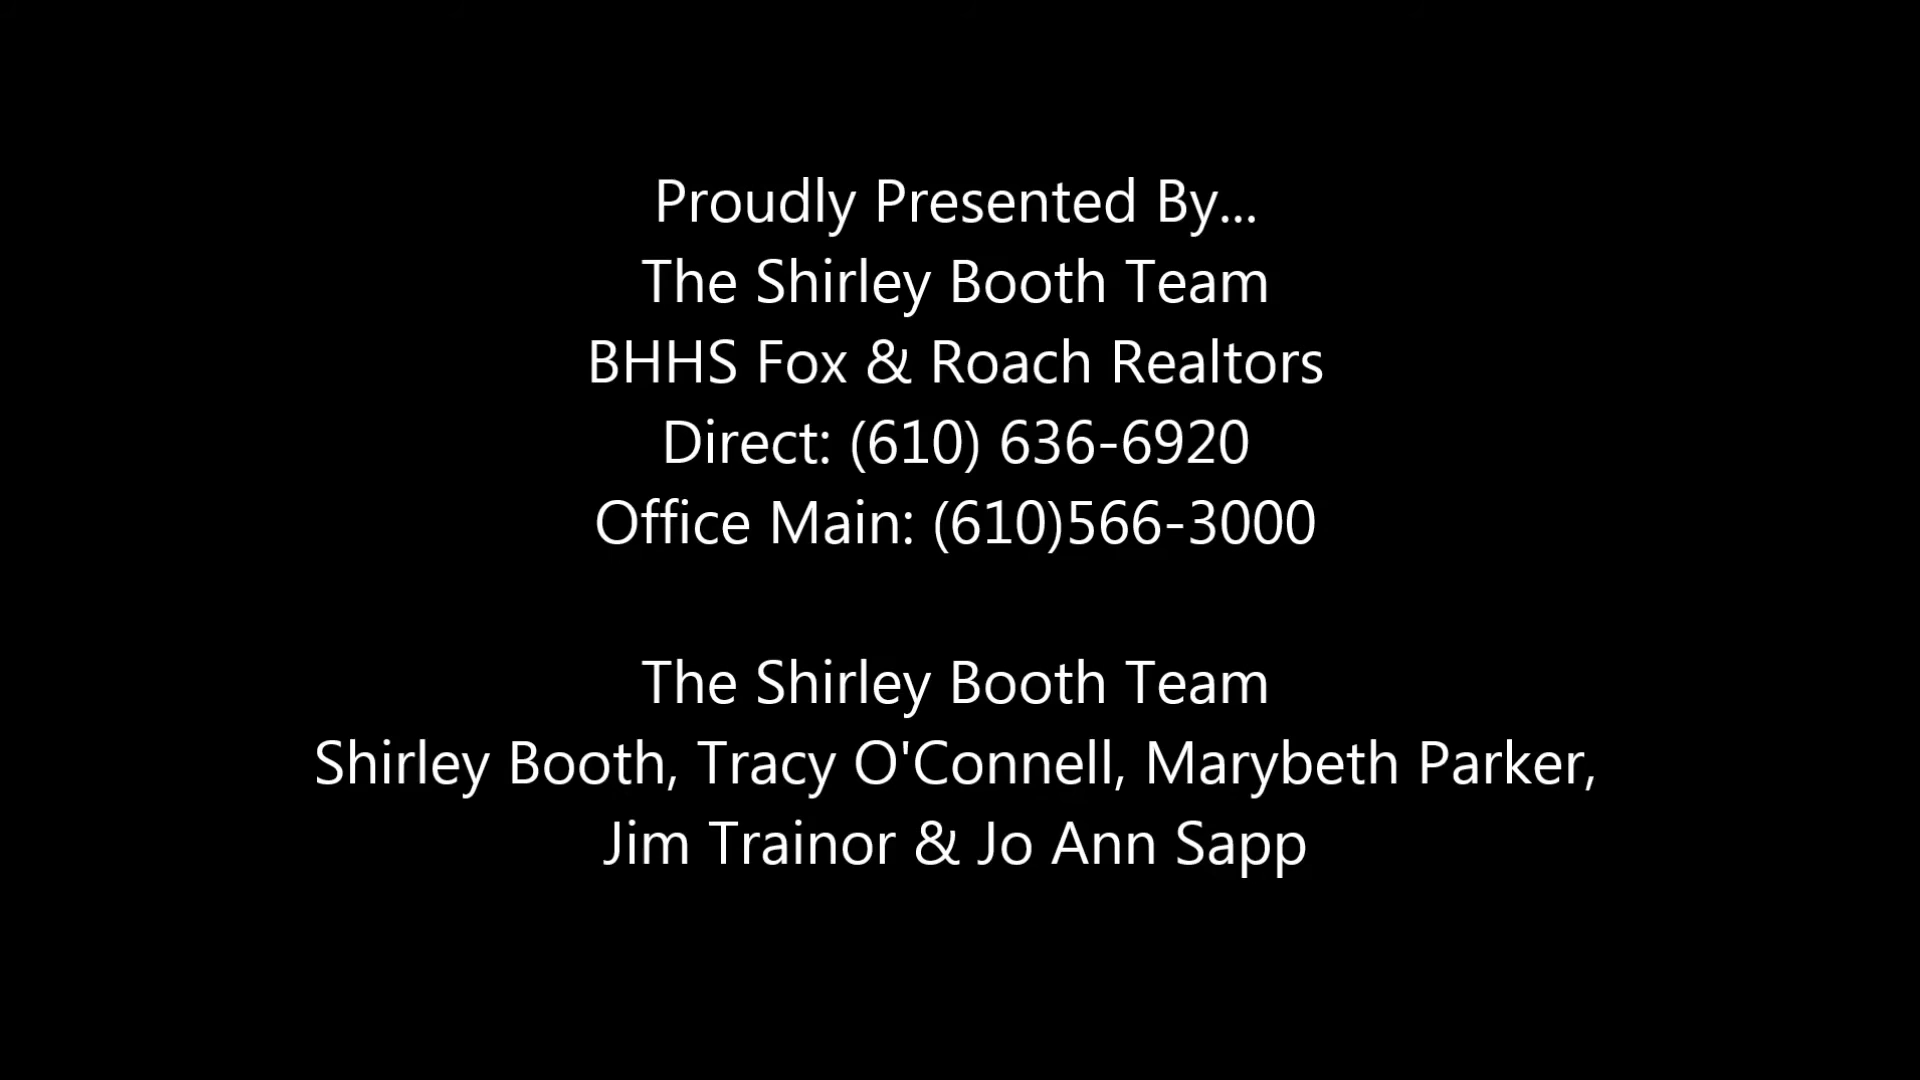 Proudly Presented By...
The Shirley Booth Team
BHHS Fox & Roach Realtors
Direct: (610) 636-6920
Office Main: (610)566-3000
The Shirley Booth Team
Shirley Booth, Tracy O'Connell, Marybeth Parker,
Jim Trainor & Jo Ann Sapp